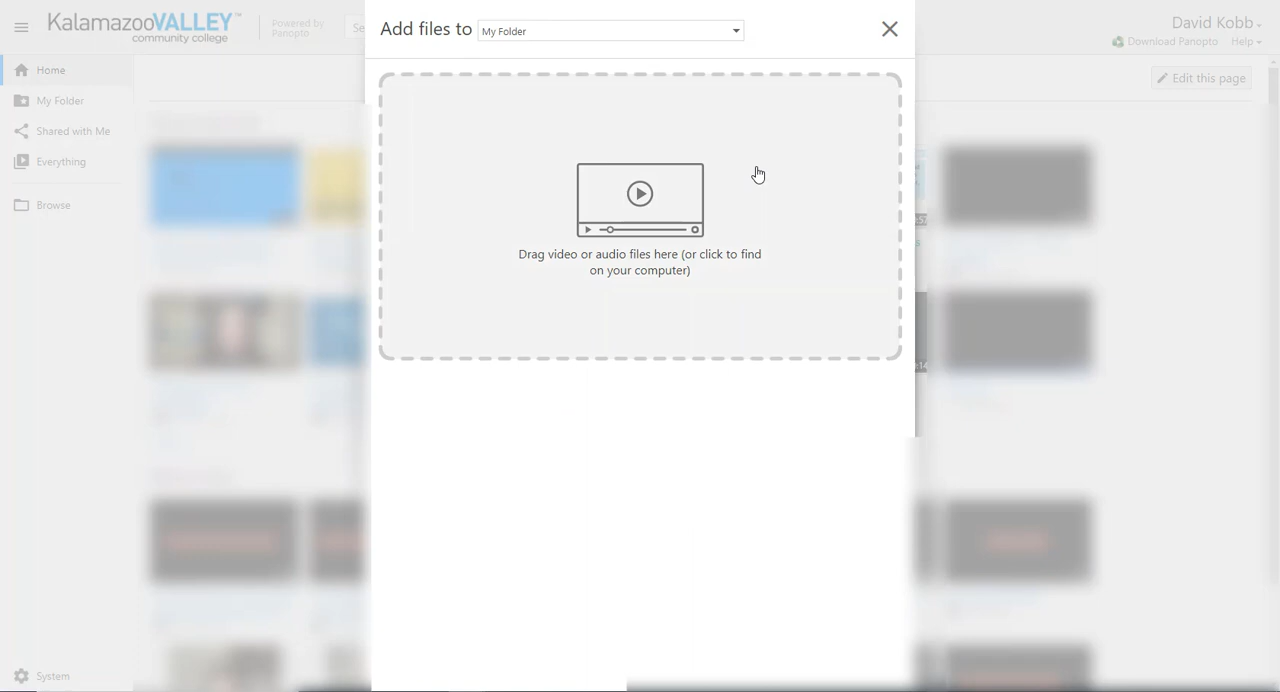 KalamazooVALLEY™
community college
Powered by
Panopto
Se
Add files to My Folder
David Kobb
Download Panopto Help
Home
My Folder
Shared with Me
Everything
Browse
Edit this page
Drag video or audio files here (or click to find
on your computer)
System